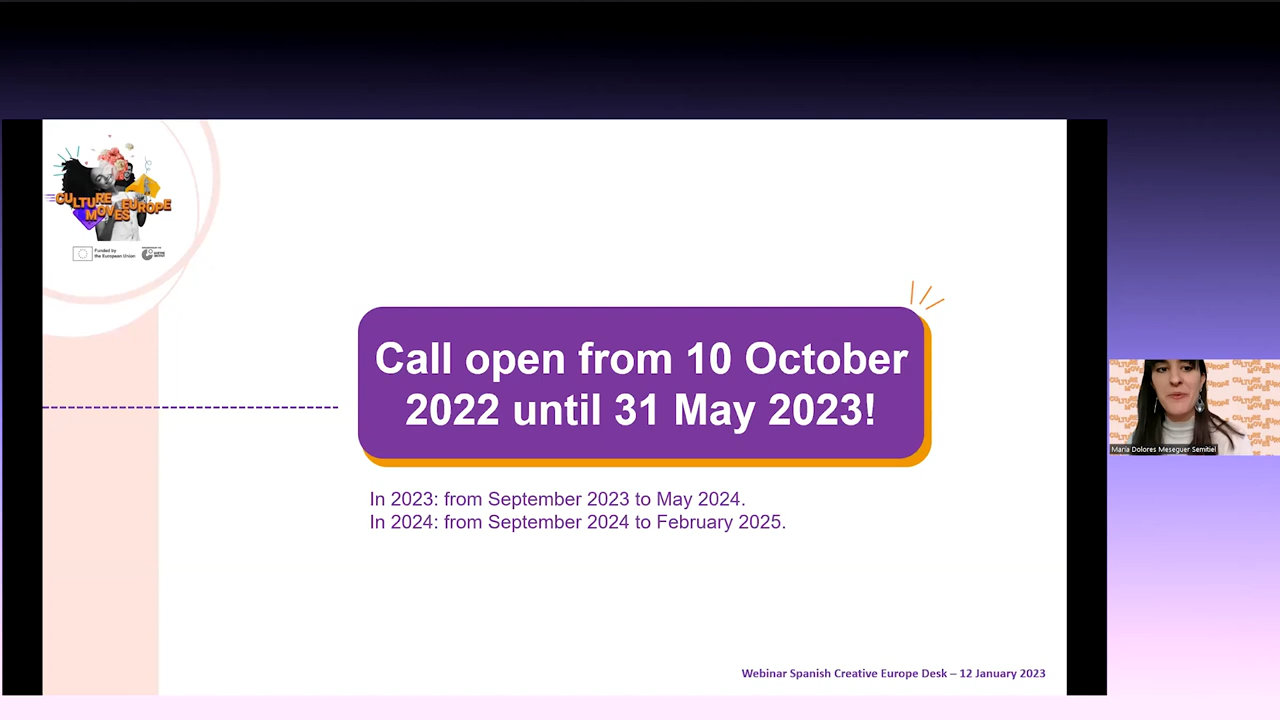 CULTURE
MOVES EUROPE
Funded by
the European Union
GOETHE
INSTITUT
Call open from 10 October
2022 until 31 May 2023!
In 2023: from September 2023 to May 2024.
In 2024: from September 2024 to February 2025.
María Dolores Meseguer Semitiel
Webinar Spanish Creative Europe Desk – 12 January 2023